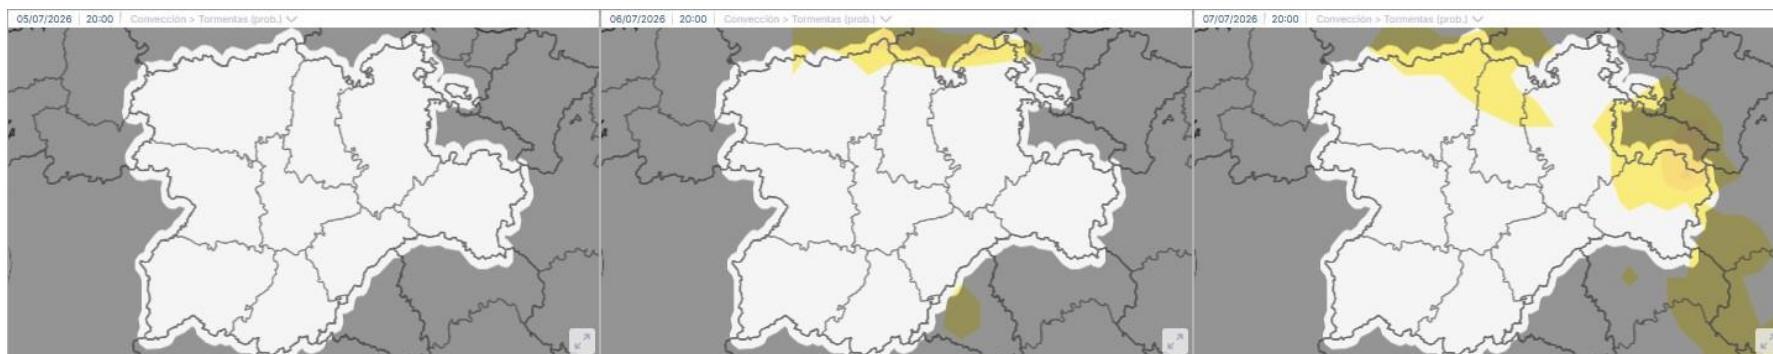 05/07/2026 20:00 Convección > Tormentas (prob.)
06/07/2026 20:00 Convección > Tormentas (prob.)
07/07/2026 20:00 Convección > Tormentas (prob.)